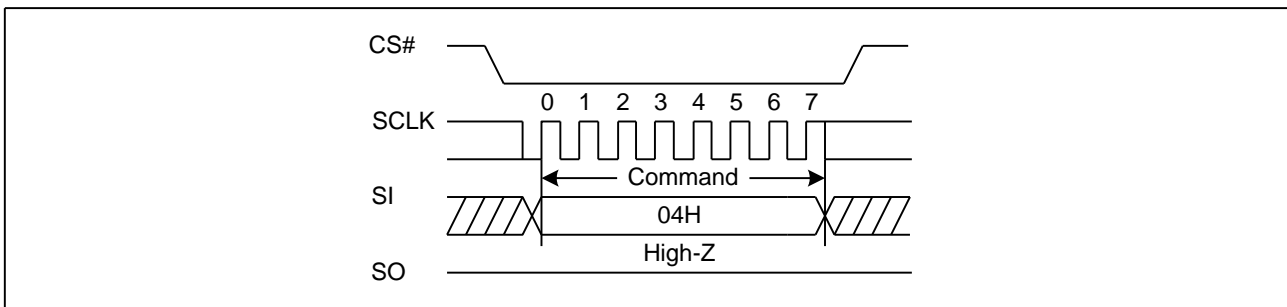 CS#
0 1 2 3 4 5 6 7
SCLK
Command
SI
04H
High-Z
SO